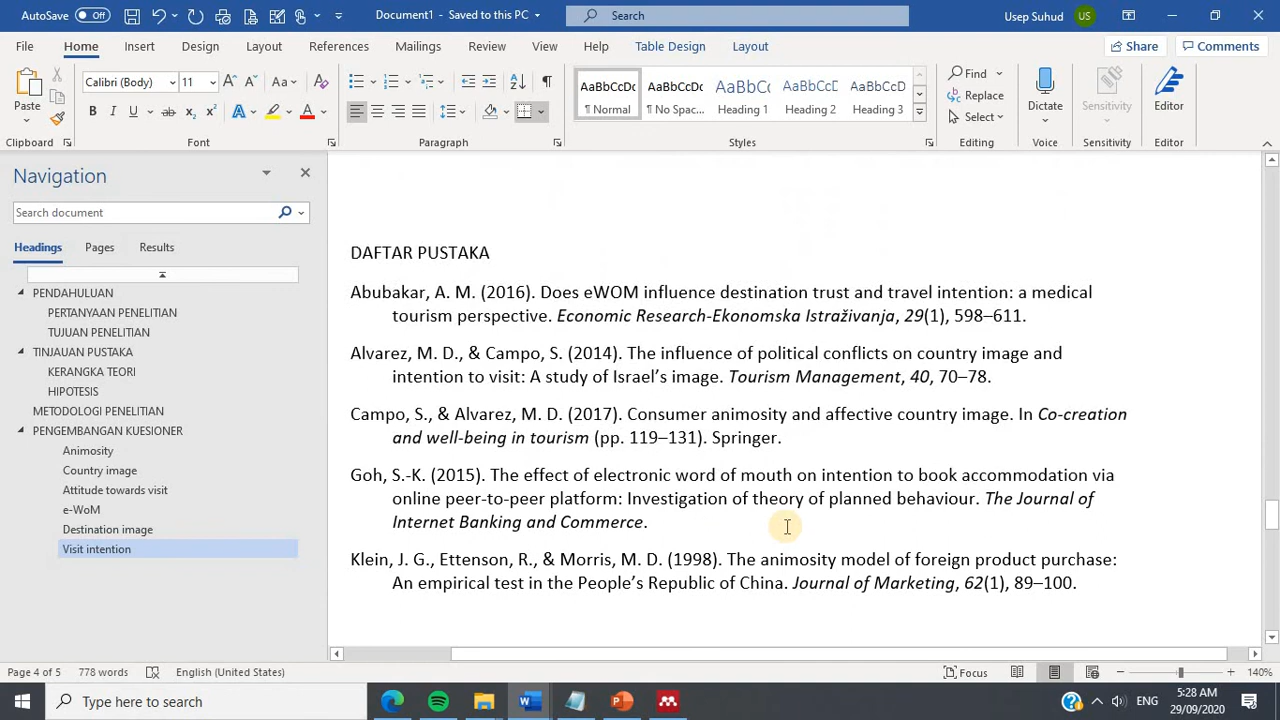 AutoSave Off Document1 - Saved to this PC Search Usep Suhud US
File Home Insert Design Layout References Mailings Review View Help Table Design Layout Share Comments
Paste
Calibri (Body) 11 Aa
B I U ab A A
AaBbCcDc AaBbCcDc AaBbCc AaBbCcC AaBbCcD
¶ Normal ¶ No Spac... Heading 1 Heading 2 Heading 3
Find
Replace
Select
Dictate
Sensitivity
Editor
Clipboard Font Paragraph Styles Editing Voice Sensitivity Editor
Navigation
Search document
Headings Pages Results
PENDAHULUAN
PERTANYAAN PENELITIAN
TUJUAN PENELITIAN
TINJAUAN PUSTAKA
KERANGKA TEORI
HIPOTESIS
METODOLOGI PENELITIAN
PENGEMBANGAN KUESIONER
Animosity
Country image
Attitude towards visit
e-WoM
Destination image
Visit intention
DAFTAR PUSTAKA
Abubakar, A. M. (2016). Does eWOM influence destination trust and travel intention: a medical
tourism perspective. Economic Research-Ekonomska Istraživanja, 29(1), 598–611.
Alvarez, M. D., & Campo, S. (2014). The influence of political conflicts on country image and
intention to visit: A study of Israel’s image. Tourism Management, 40, 70–78.
Campo, S., & Alvarez, M. D. (2017). Consumer animosity and affective country image. In Co-creation
and well-being in tourism (pp. 119–131). Springer.
Goh, S.-K. (2015). The effect of electronic word of mouth on intention to book accommodation via
online peer-to-peer platform: Investigation of theory of planned behaviour. The Journal of
Internet Banking and Commerce.
Klein, J. G., Ettenson, R., & Morris, M. D. (1998). The animosity model of foreign product purchase:
An empirical test in the People’s Republic of China. Journal of Marketing, 62(1), 89–100.
Page 4 of 5 778 words English (United States) Focus 140%
Type here to search
ENG
5:28 AM
29/09/2020